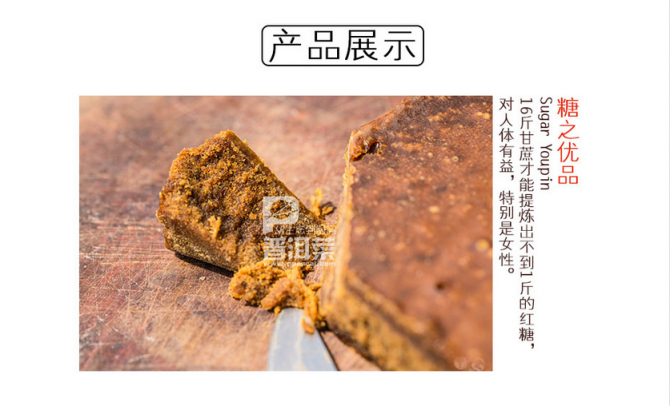 产品展示
糖之优品
Sugar Youpin
16斤甘蔗才能提炼出不到1斤的红糖，
对人体有益，特别是女性。
普洱菜